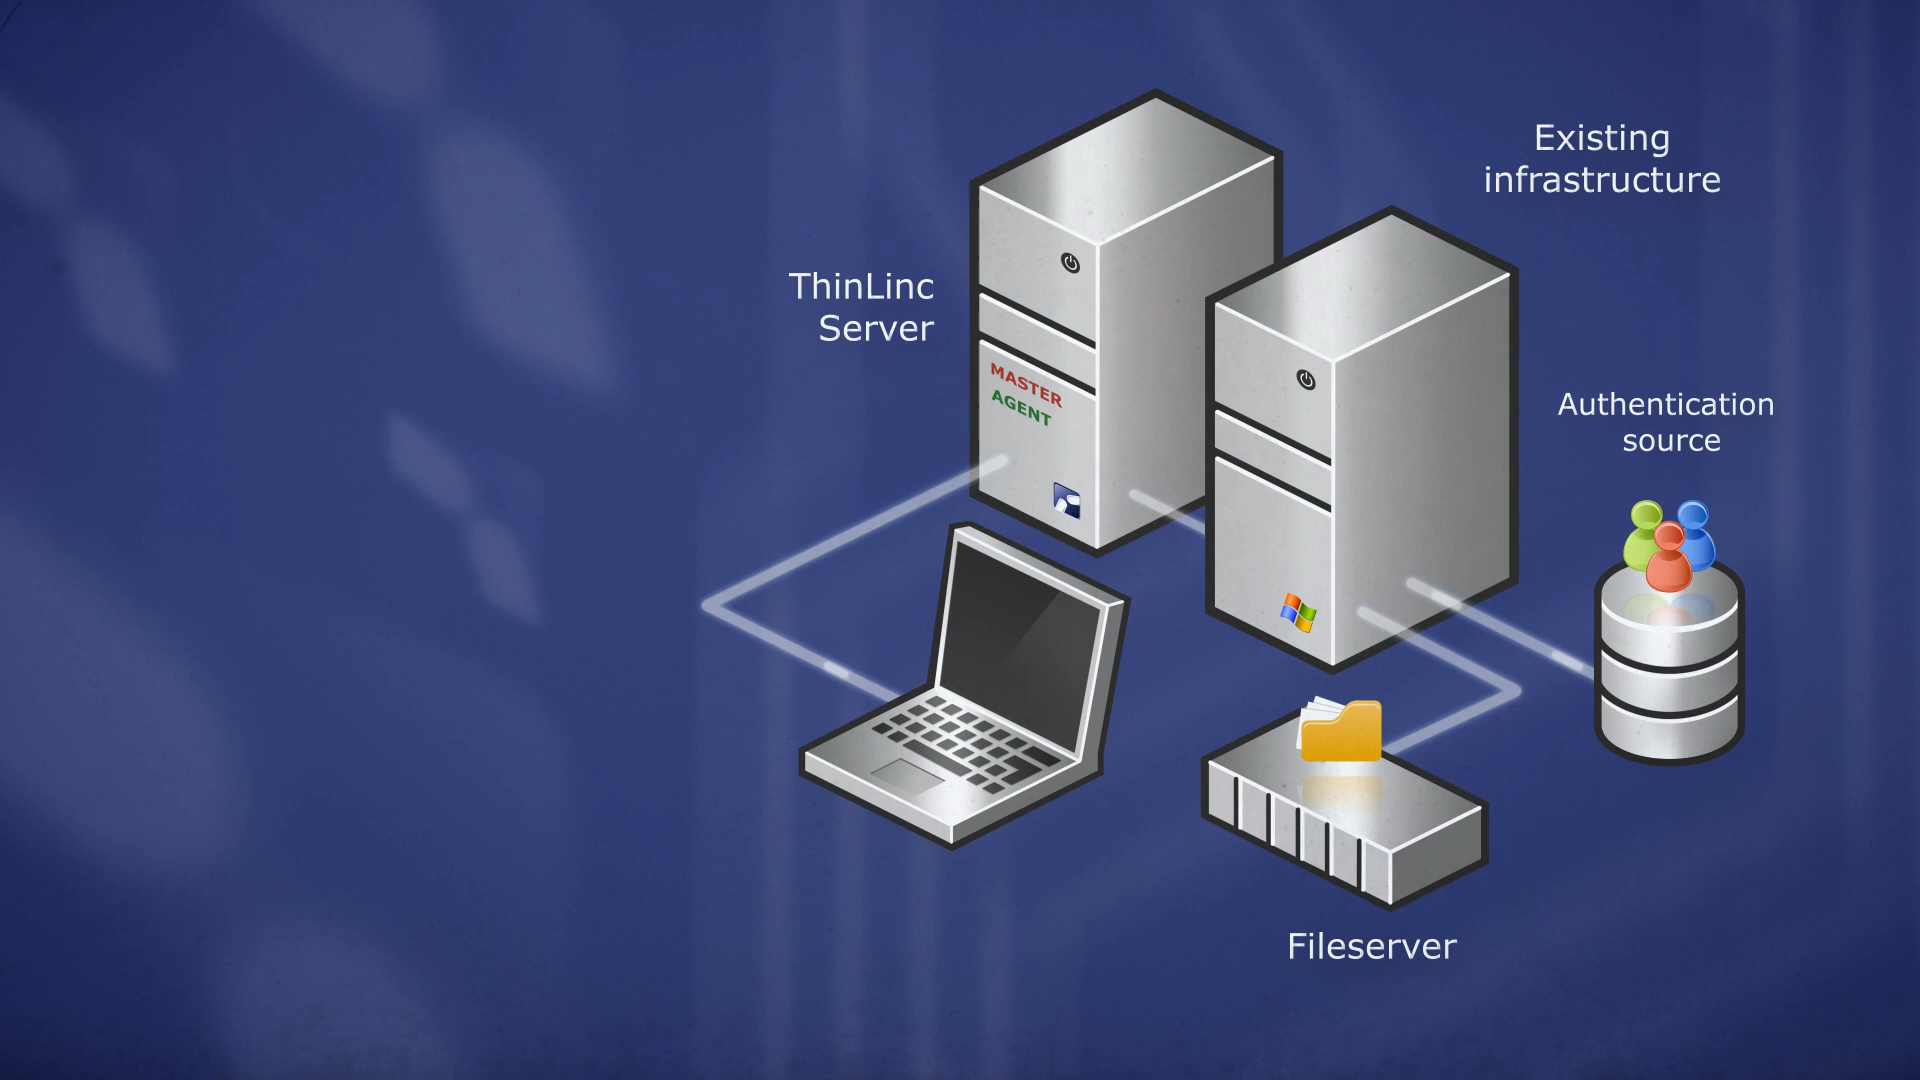 Existing
infrastructure
ThinLinc
Server
MASTER
AGENT
Authentication
source
Fileserver